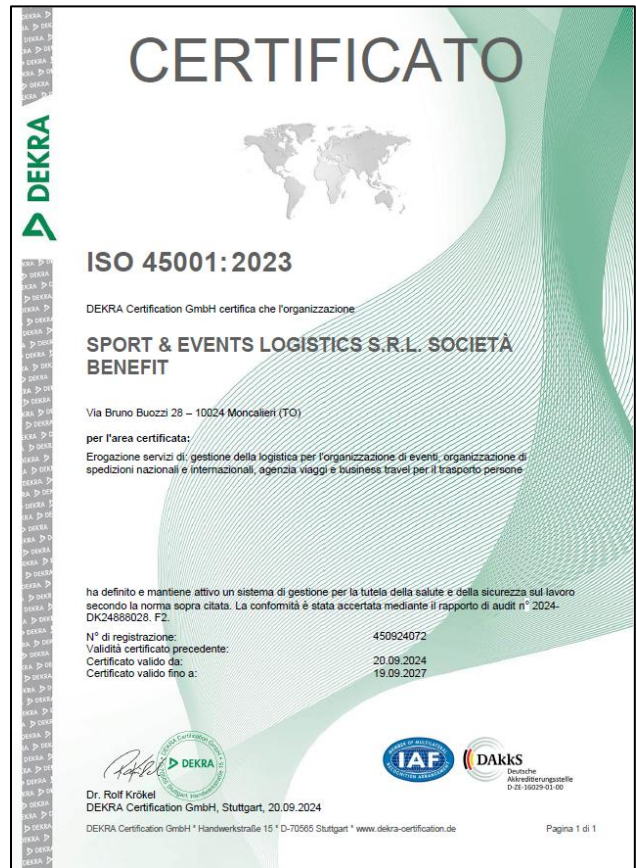 CERTIFICATO
DEKRA
ISO 45001:2023
DEKRA Certification GmbH certifica che l'organizzazione
SPORT & EVENTS LOGISTICS S.R.L. SOCIETÀ
BENEFIT
Via Bruno Buozzi 28 – 10024 Moncalieri (TO)
per l'area certificata:
Erogazione servizi di: gestione della logistica per l'organizzazione di eventi, organizzazione di
spedizioni nazionali e internazionali, agenzia viaggi e business travel per il trasporto persone
ha definito e mantiene attivo un sistema di gestione per la tutela della salute e della sicurezza sul lavoro
secondo la norma sopra citata. La conformità è stata accertata mediante il rapporto di audit n° 2024-
DK24888028. F2.
N° di registrazione: 450924072
Validità certificato precedente:
Certificato valido da: 20.09.2024
Certificato valido fino a: 19.09.2027
DEKRA
IAF
MEMBER OF MULTILATERAL
RECOGNITION ARRANGEMENT
DAkkS
Deutsche
Akkreditierungsstelle
D-ZE-16029-01-00
Dr. Rolf Krökel
DEKRA Certification GmbH, Stuttgart, 20.09.2024
DEKRA Certification GmbH * Handwerkstraße 15 * D-70565 Stuttgart * www.dekra-certification.de
Pagina 1 di 1